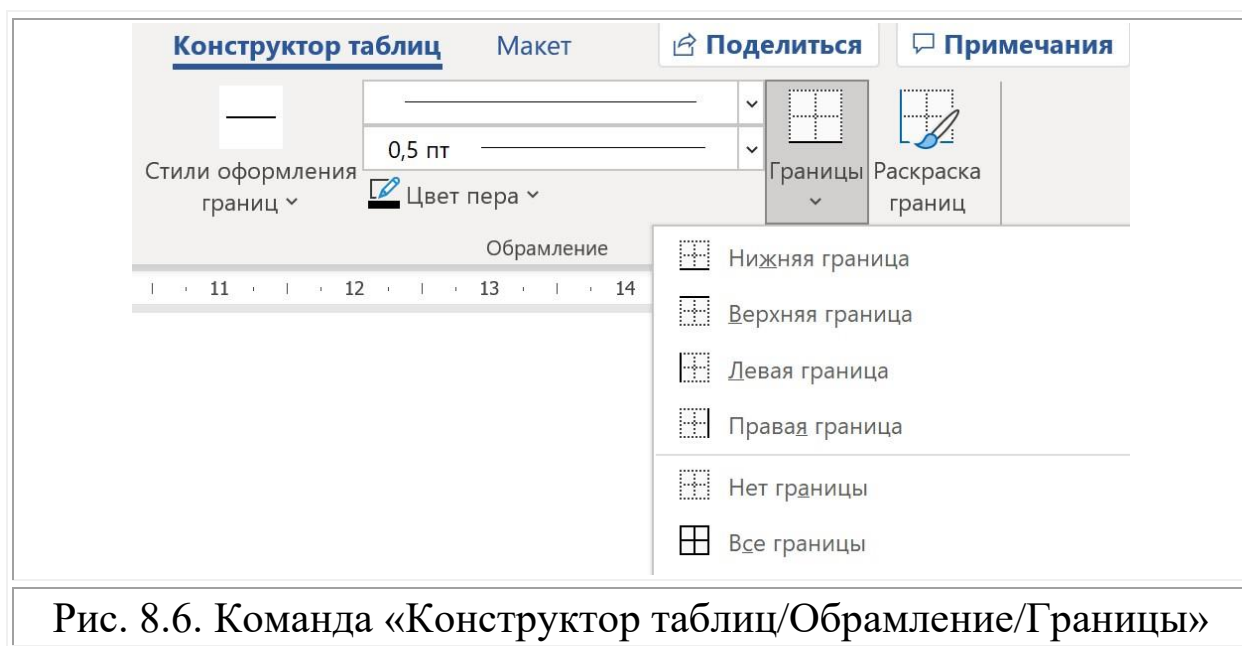 Конструктор таблиц Макет Поделиться Примечания
0,5 пт
Стили оформления границ
Цвет пера
Границы
Раскраска границ
Обрамление
11 12 13 14
Нижняя граница
Верхняя граница
Левая граница
Правая граница
Нет границы
Все границы
Рис. 8.6. Команда «Конструктор таблиц/Обрамление/Границы»